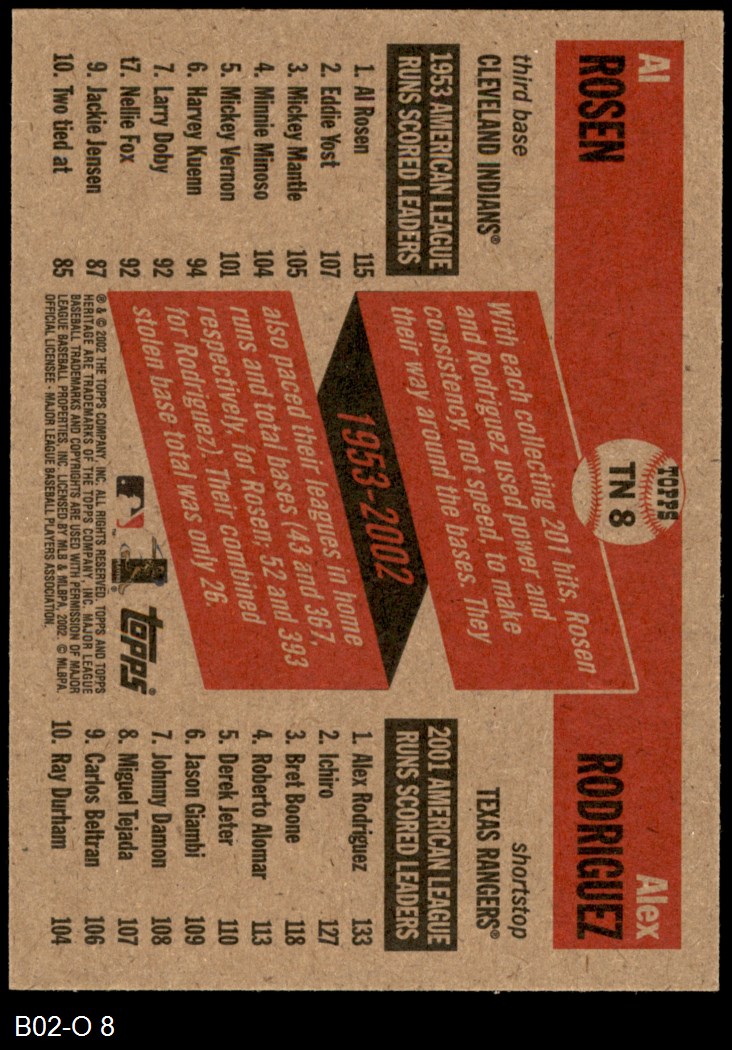 Al
ROSEN
third base
CLEVELAND INDIANS®
1953 AMERICAN LEAGUE
RUNS SCORED LEADERS
1. Al Rosen 115
2. Eddie Yost 107
3. Mickey Mantle 105
4. Minnie Minoso 104
5. Mickey Vernon 101
6. Harvey Kuenn 94
7. Larry Doby 92
t7. Nellie Fox 92
9. Jackie Jensen 87
10. Two tied at 85
TOPPS
TN 8
With each collecting 201 hits, Rosen
and Rodriguez used power and
consistency, not speed, to make
their way around the bases. They
1953-2002
also paced their leagues in home
runs and total bases (43 and 367,
respectively, for Rosen; 52 and 393
for Rodriguez). Their combined
stolen base total was only 26.
topps®
® & © 2002 THE TOPPS COMPANY, INC. ALL RIGHTS RESERVED. TOPPS AND TOPPS
HERITAGE ARE TRADEMARKS OF THE TOPPS COMPANY, INC. MAJOR LEAGUE
BASEBALL TRADEMARKS AND COPYRIGHTS ARE USED WITH PERMISSION OF MAJOR
LEAGUE BASEBALL PROPERTIES, INC. LICENSED BY MLB & MLBPA, 2002. © MLBPA.
OFFICIAL LICENSEE - MAJOR LEAGUE BASEBALL PLAYERS ASSOCIATION.
Alex
RODRIGUEZ
shortstop
TEXAS RANGERS®
2001 AMERICAN LEAGUE
RUNS SCORED LEADERS
1. Alex Rodriguez 133
2. Ichiro 127
3. Bret Boone 118
4. Roberto Alomar 113
5. Derek Jeter 110
6. Jason Giambi 109
7. Johnny Damon 108
8. Miguel Tejada 107
9. Carlos Beltran 106
10. Ray Durham 104
B02-O 8